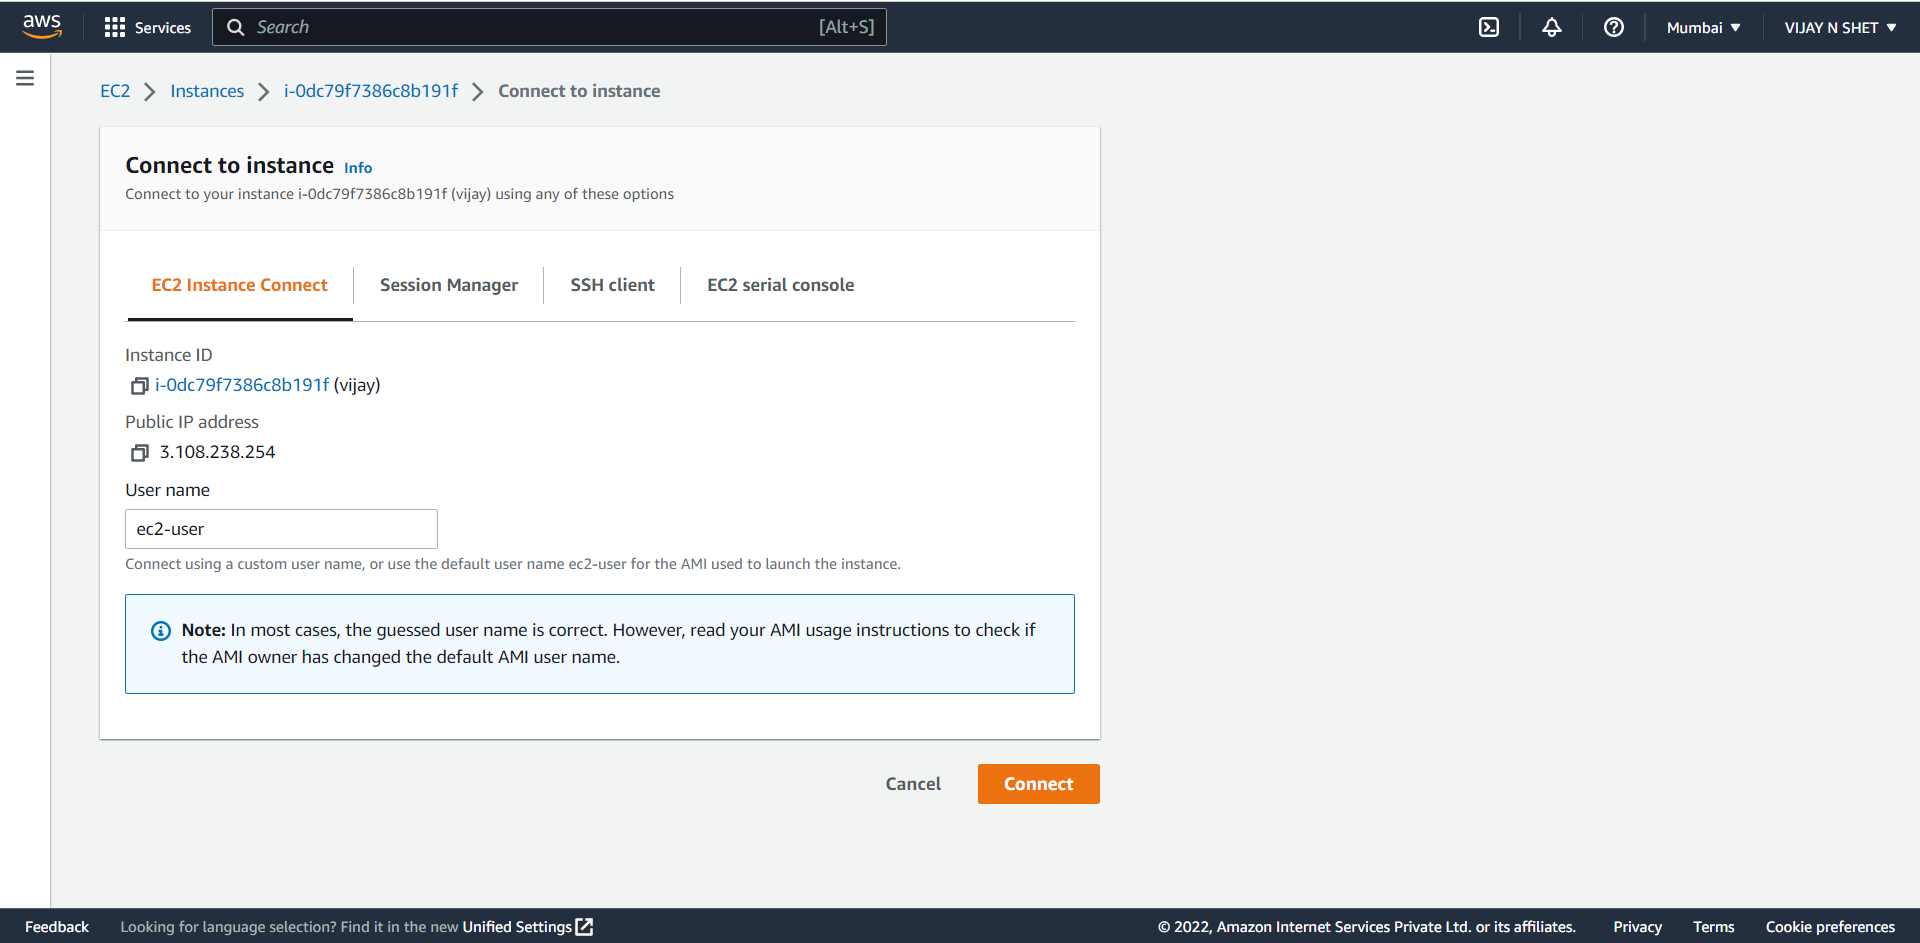 aws Services Search [Alt+S] Mumbai VIJAY N SHET
EC2 Instances i-0dc79f7386c8b191f Connect to instance
Connect to instance Info
Connect to your instance i-0dc79f7386c8b191f (vijay) using any of these options
EC2 Instance Connect Session Manager SSH client EC2 serial console
Instance ID
i-0dc79f7386c8b191f (vijay)
Public IP address
3.108.238.254
User name
ec2-user
Connect using a custom user name, or use the default user name ec2-user for the AMI used to launch the instance.
Note: In most cases, the guessed user name is correct. However, read your AMI usage instructions to check if
the AMI owner has changed the default AMI user name.
Cancel Connect
Feedback Looking for language selection? Find it in the new Unified Settings © 2022, Amazon Internet Services Private Ltd. or its affiliates. Privacy Terms Cookie preferences